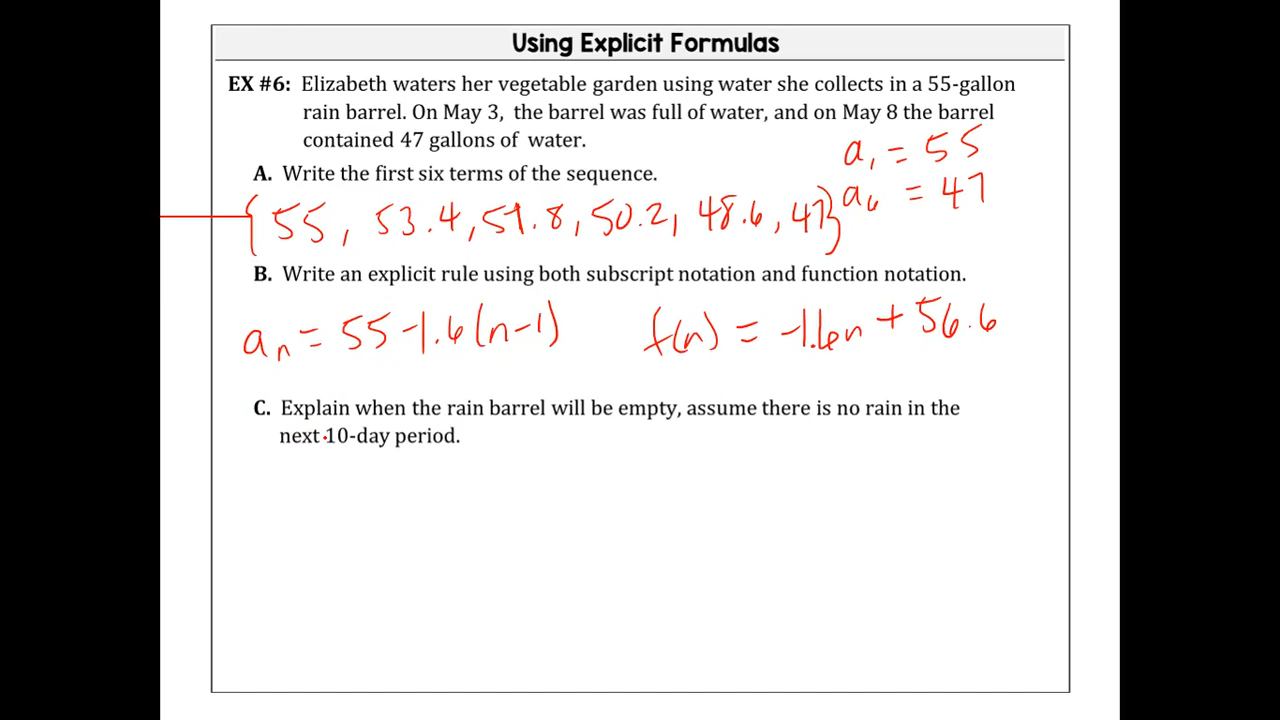 Using Explicit Formulas
EX #6: Elizabeth waters her vegetable garden using water she collects in a 55-gallon
rain barrel. On May 3, the barrel was full of water, and on May 8 the barrel
contained 47 gallons of water.
a₁ = 55
A. Write the first six terms of the sequence.
a₆ = 47
{55, 53.4, 51.8, 50.2, 48.6, 47}
B. Write an explicit rule using both subscript notation and function notation.
aₙ = 55 - 1.6(n-1) f(n) = -1.6n + 56.6
C. Explain when the rain barrel will be empty, assume there is no rain in the
next 10-day period.